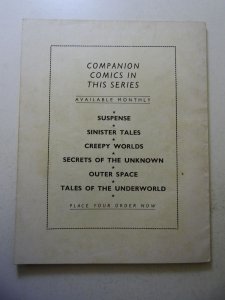 COMPANION
COMICS IN
THIS SERIES
AVAILABLE MONTHLY
SUSPENSE
SINISTER TALES
CREEPY WORLDS
SECRETS OF THE UNKNOWN
OUTER SPACE
TALES OF THE UNDERWORLD
PLACE YOUR ORDER NOW